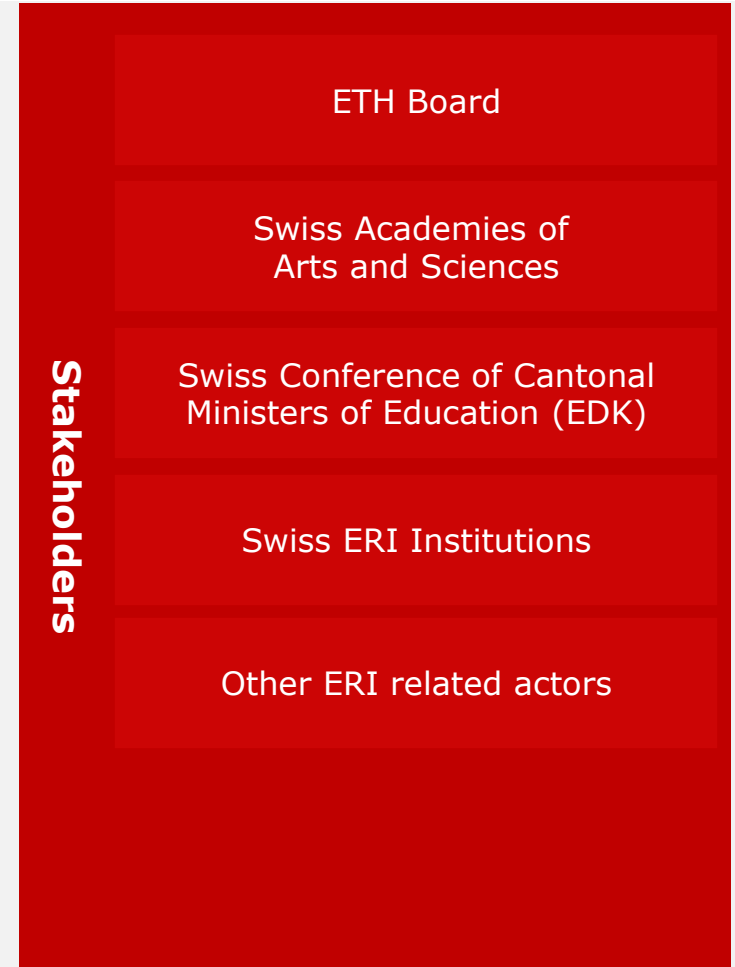 Stakeholders
ETH Board
Swiss Academies of
Arts and Sciences
Swiss Conference of Cantonal
Ministers of Education (EDK)
Swiss ERI Institutions
Other ERI related actors